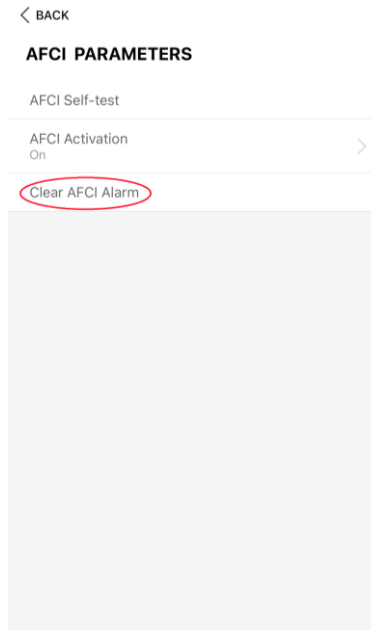 BACK
AFCI PARAMETERS
AFCI Self-test
AFCI Activation
On
Clear AFCI Alarm